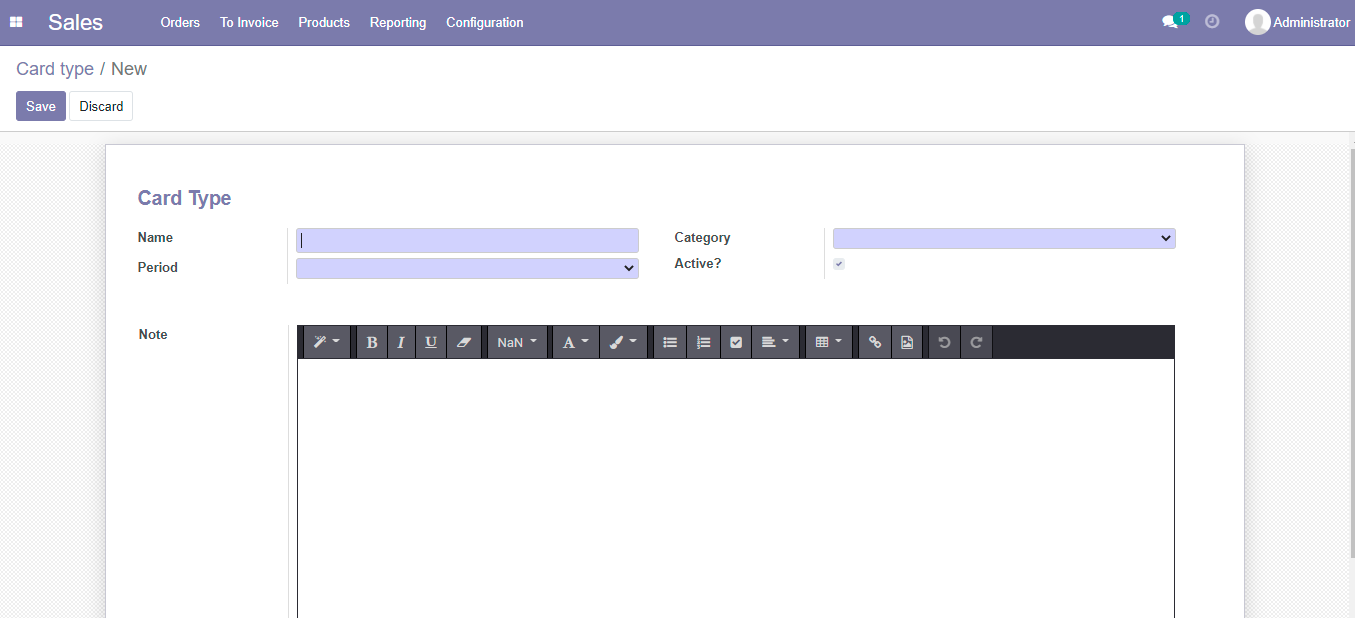 Sales Orders To Invoice Products Reporting Configuration 1 Administrator
Card type / New
Save Discard
Card Type
Name Category
Period Active?
Note B I U NaN A